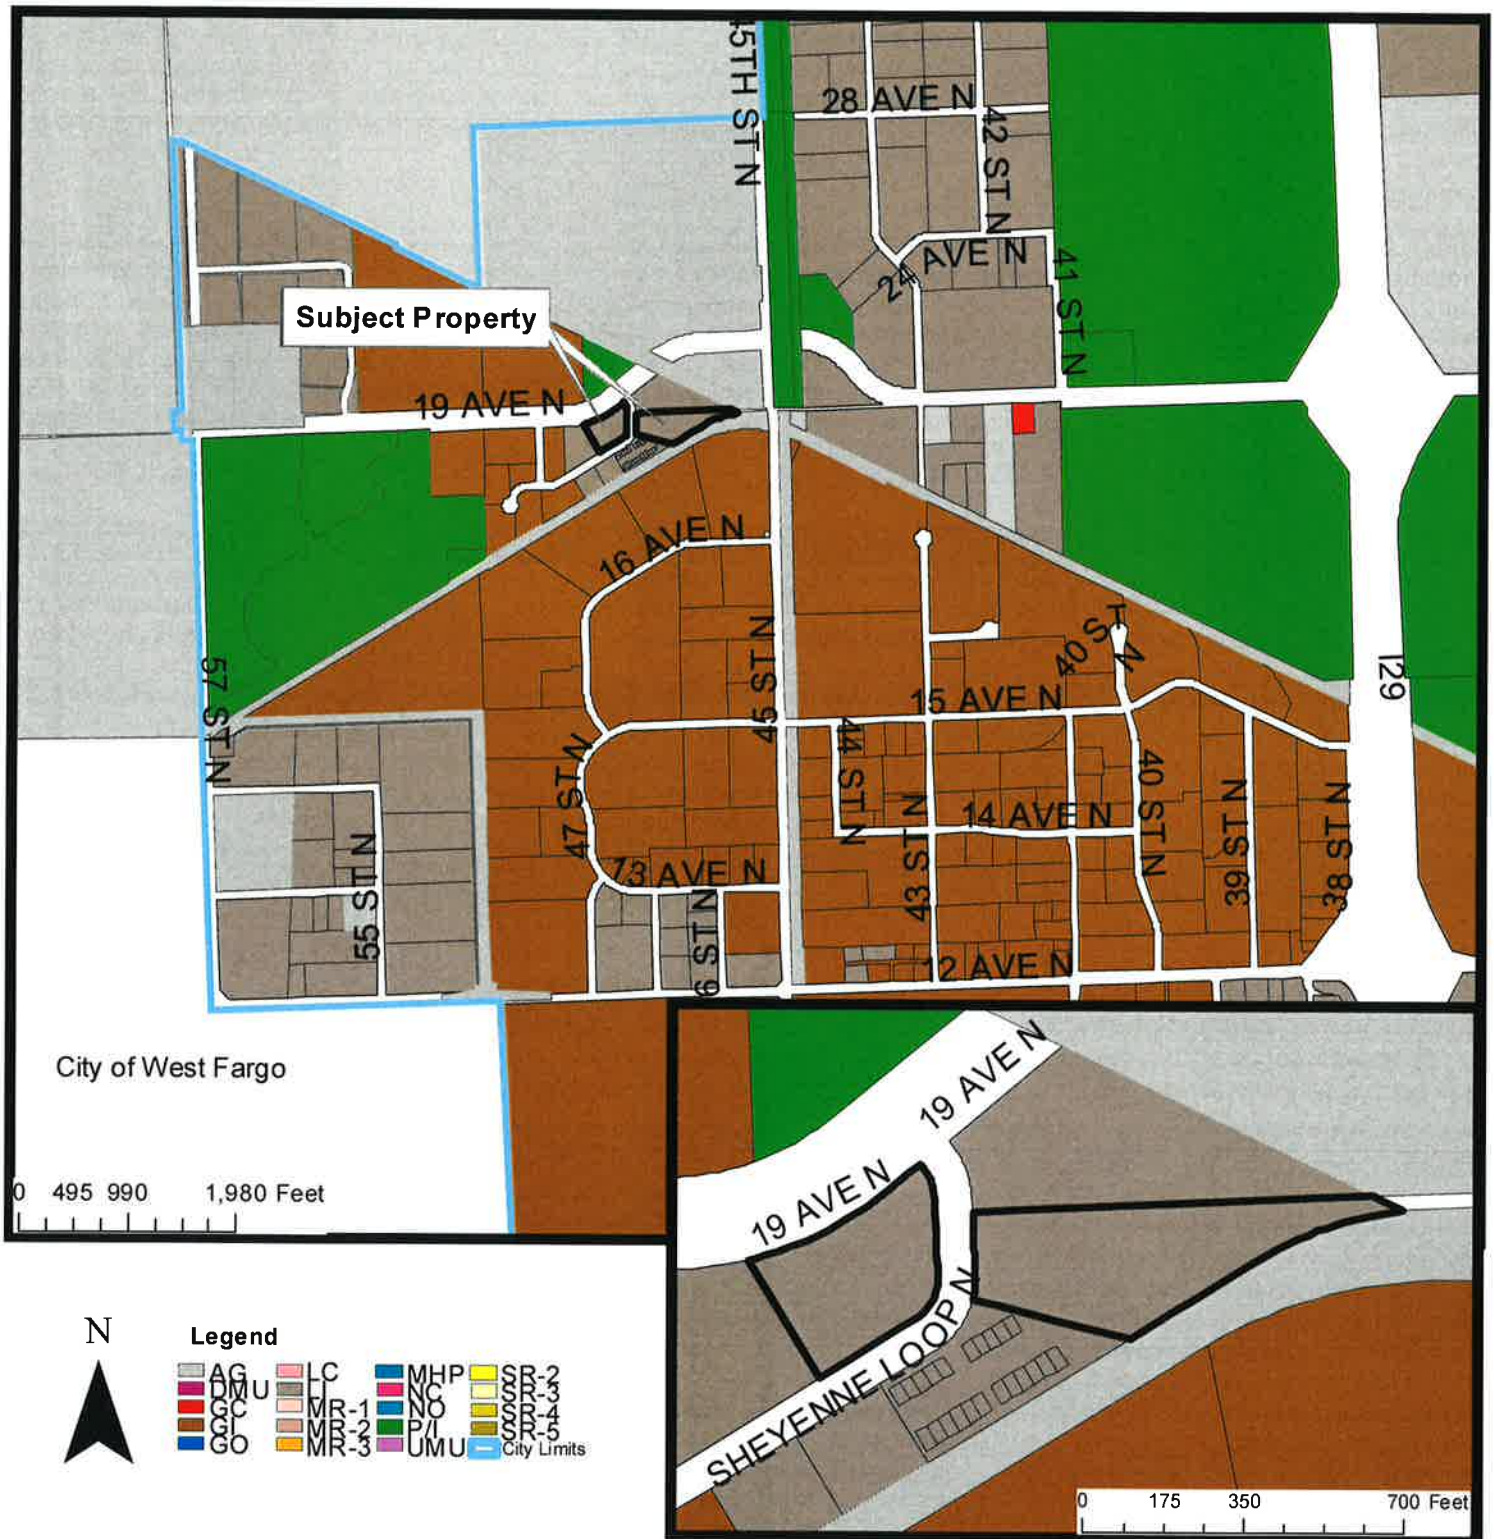 45TH ST N
28 AVE N
42 ST N
24 AVE N
41 ST N
Subject Property
19 AVE N
16 AVE N
45 ST N
40 ST N
15 AVE N
I29
57 ST N
47 ST N
44 ST N
43 ST N
14 AVE N
40 ST N
39 ST N
38 ST N
13 AVE N
55 ST N
9 ST N
12 AVE N
City of West Fargo
0 495 990 1,980 Feet
19 AVE N
19 AVE N
SHEYENNE LOOP N
0 175 350 700 Feet
N
Legend
AG
DMU
GC
GI
GO
LC
LI
MR-1
MR-2
MR-3
MHP
NC
NO
P/I
UMU
SR-2
SR-3
SR-4
SR-5
City Limits